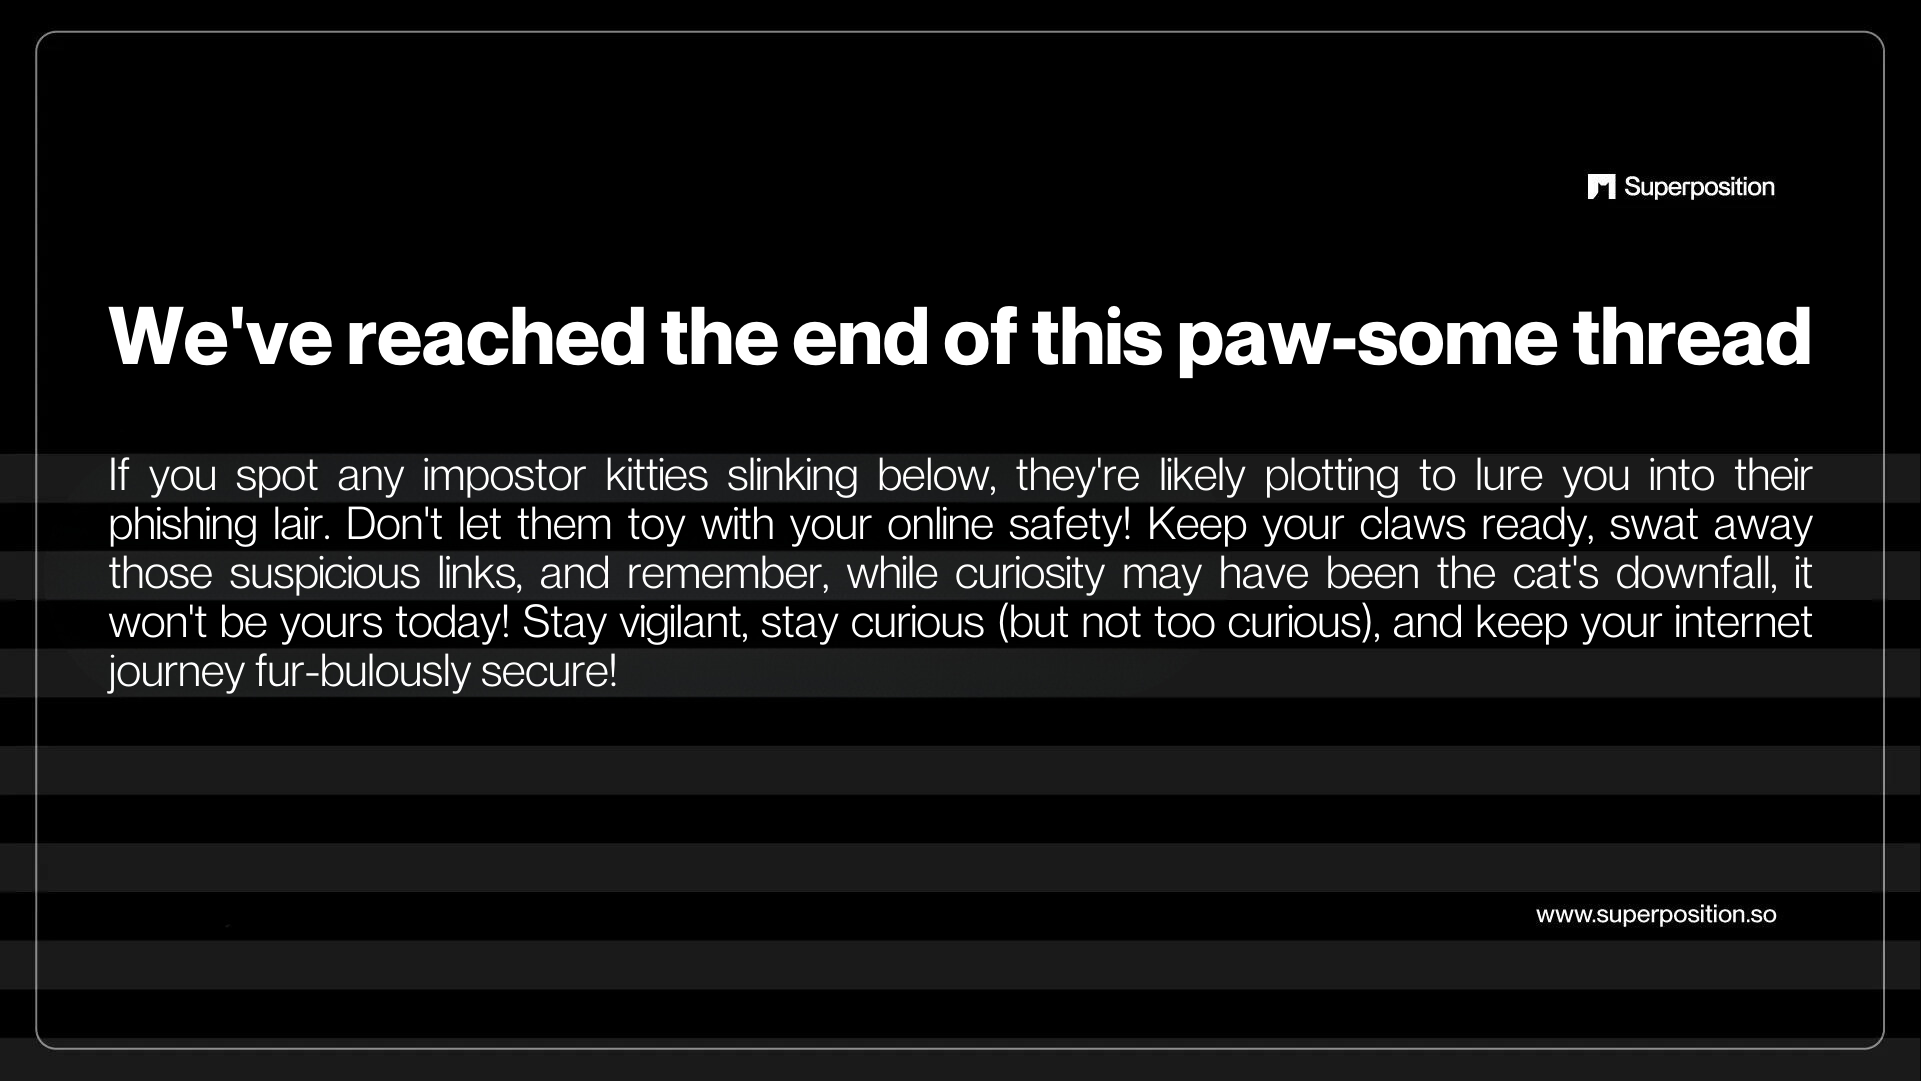 Superposition
We've reached the end of this paw-some thread
If you spot any impostor kitties slinking below, they're likely plotting to lure you into their
phishing lair. Don't let them toy with your online safety! Keep your claws ready, swat away
those suspicious links, and remember, while curiosity may have been the cat's downfall, it
won't be yours today! Stay vigilant, stay curious (but not too curious), and keep your internet
journey fur-bulously secure!
www.superposition.so